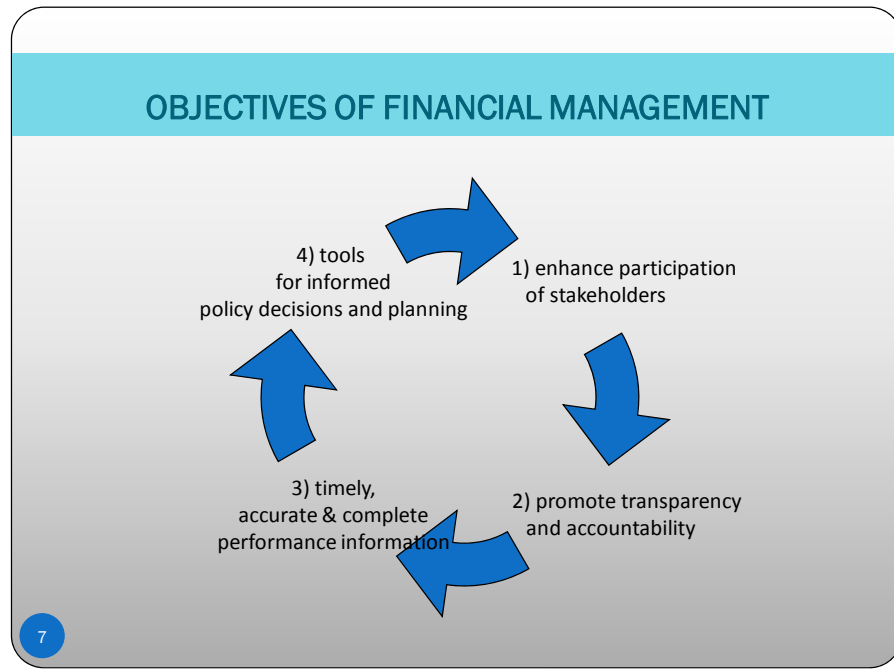 OBJECTIVES OF FINANCIAL MANAGEMENT
1) enhance participation
of stakeholders
2) promote transparency
and accountability
3) timely,
accurate & complete
performance information
4) tools
for informed
policy decisions and planning
7